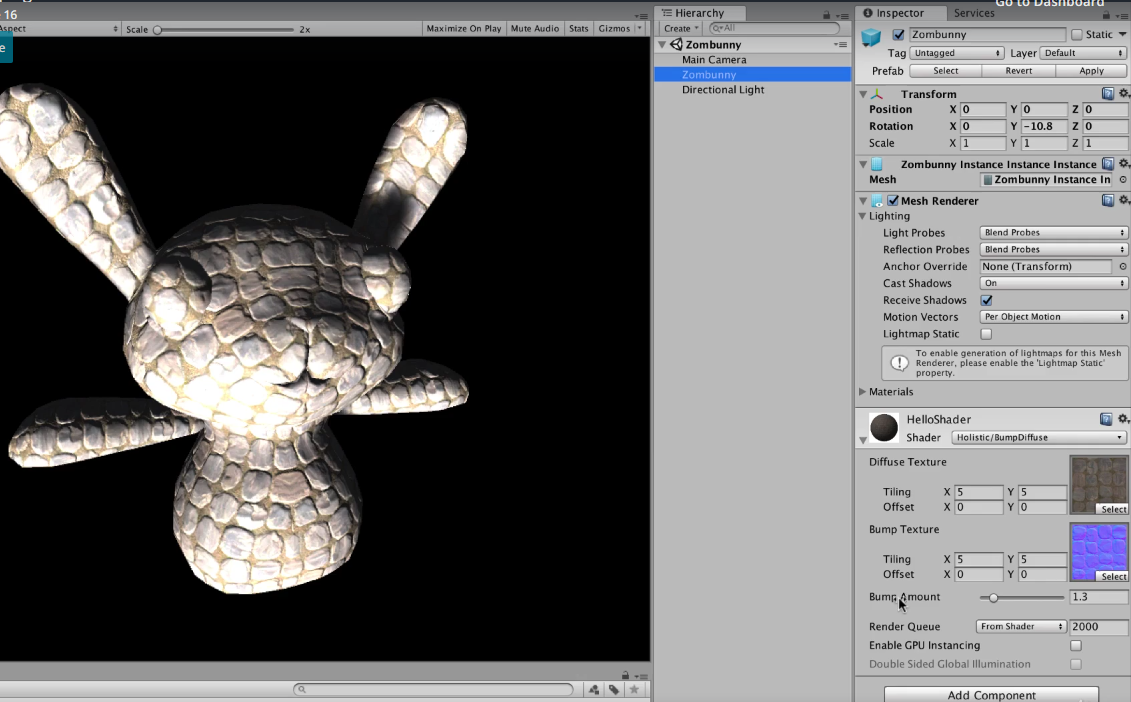 Go to Dashboard
16
Aspect
Scale
2x
Maximize On Play
Mute Audio
Stats
Gizmos
e
Hierarchy
Create
All
Zombunny
Main Camera
Zombunny
Directional Light
Inspector
Services
Zombunny
Static
Tag Untagged Layer Default
Prefab Select Revert Apply
Transform
Position X 0 Y 0 Z 0
Rotation X 0 Y -10.8 Z 0
Scale X 1 Y 1 Z 1
Zombunny Instance Instance Instance
Mesh Zombunny Instance In
Mesh Renderer
Lighting
Light Probes Blend Probes
Reflection Probes Blend Probes
Anchor Override None (Transform)
Cast Shadows On
Receive Shadows
Motion Vectors Per Object Motion
Lightmap Static
To enable generation of lightmaps for this Mesh
Renderer, please enable the 'Lightmap Static'
property.
Materials
HelloShader
Shader Holistic/BumpDiffuse
Diffuse Texture
Tiling X 5 Y 5
Offset X 0 Y 0
Select
Bump Texture
Tiling X 5 Y 5
Offset X 0 Y 0
Select
Bump Amount 1.3
Render Queue From Shader 2000
Enable GPU Instancing
Double Sided Global Illumination
Add Component